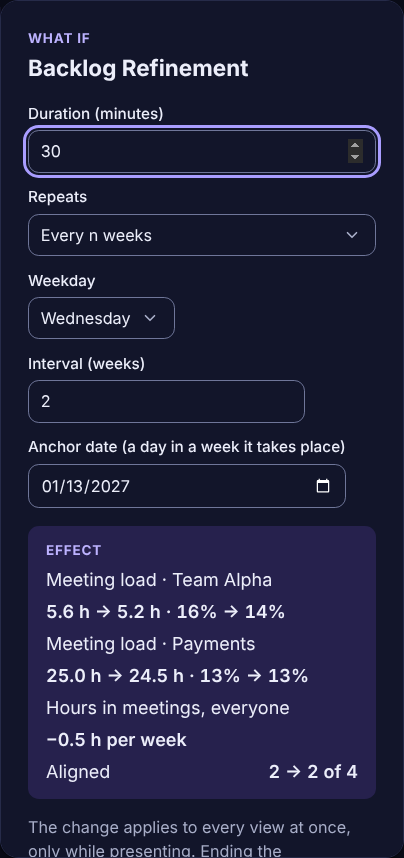 WHAT IF
Backlog Refinement
Duration (minutes)
30
Repeats
Every n weeks
Weekday
Wednesday
Interval (weeks)
2
Anchor date (a day in a week it takes place)
01/13/2027
EFFECT
Meeting load · Team Alpha
5.6 h → 5.2 h · 16% → 14%
Meeting load · Payments
25.0 h → 24.5 h · 13% → 13%
Hours in meetings, everyone
−0.5 h per week
Aligned 2 → 2 of 4
The change applies to every view at once,
only while presenting. Ending the